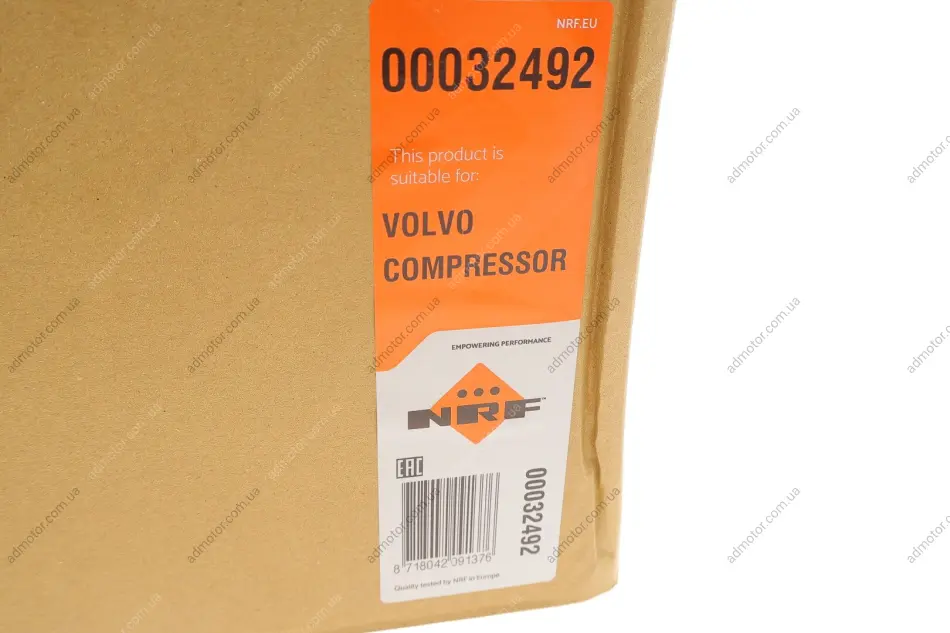 NRF.EU
00032492
This product is
suitable for:
VOLVO
COMPRESSOR
EMPOWERING PERFORMANCE
NRF™
EAC
00032492
8 718042 091376
Quality tested by NRF in Europe
admotor.com.ua